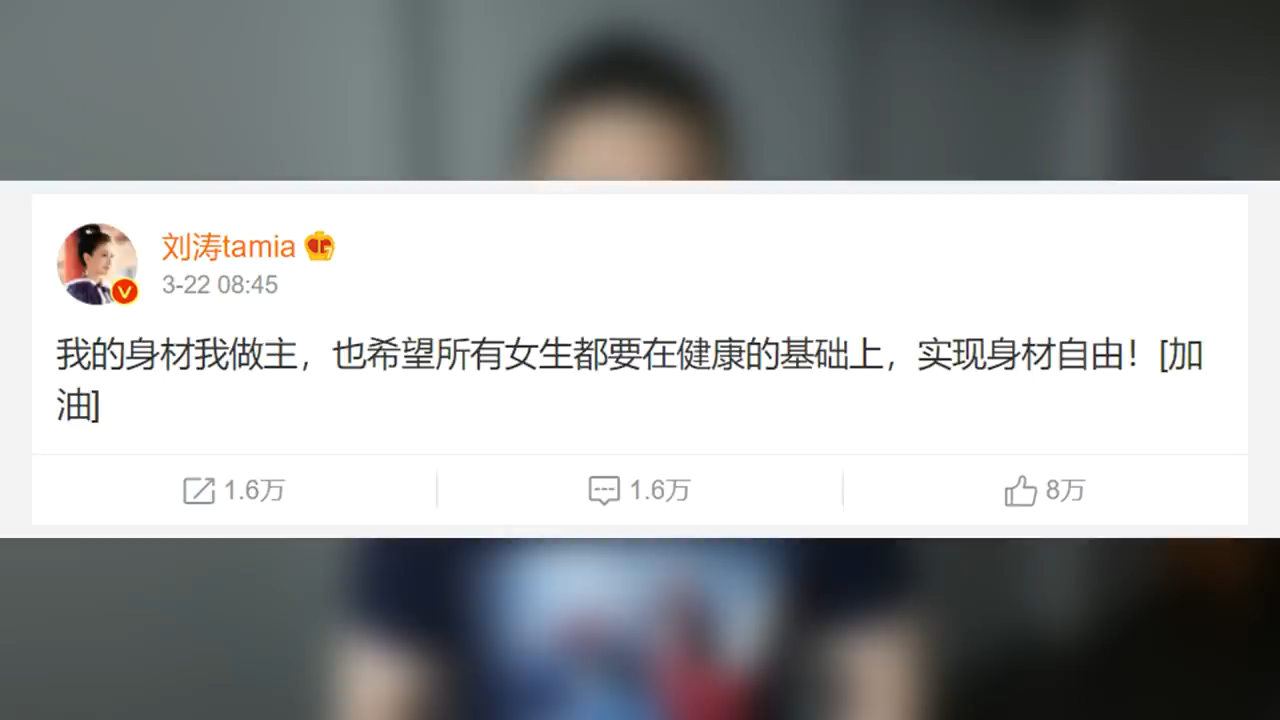 刘涛tamia
3-22 08:45
我的身材我做主，也希望所有女生都要在健康的基础上，实现身材自由！[加
油]
1.6万
1.6万
8万